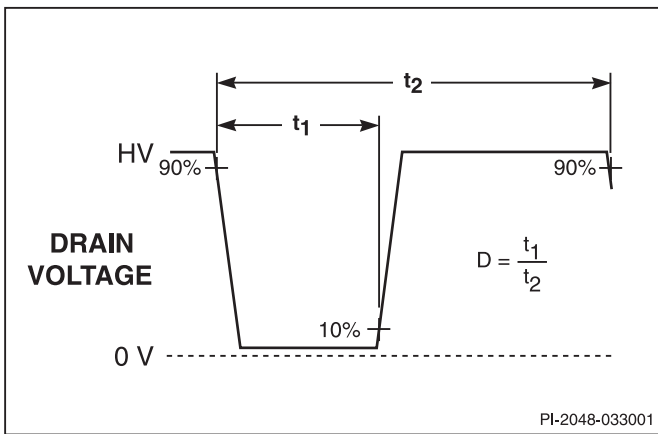 t2
t1
HV
90%
90%
DRAIN
VOLTAGE
D = t1/t2
10%
0 V
PI-2048-033001